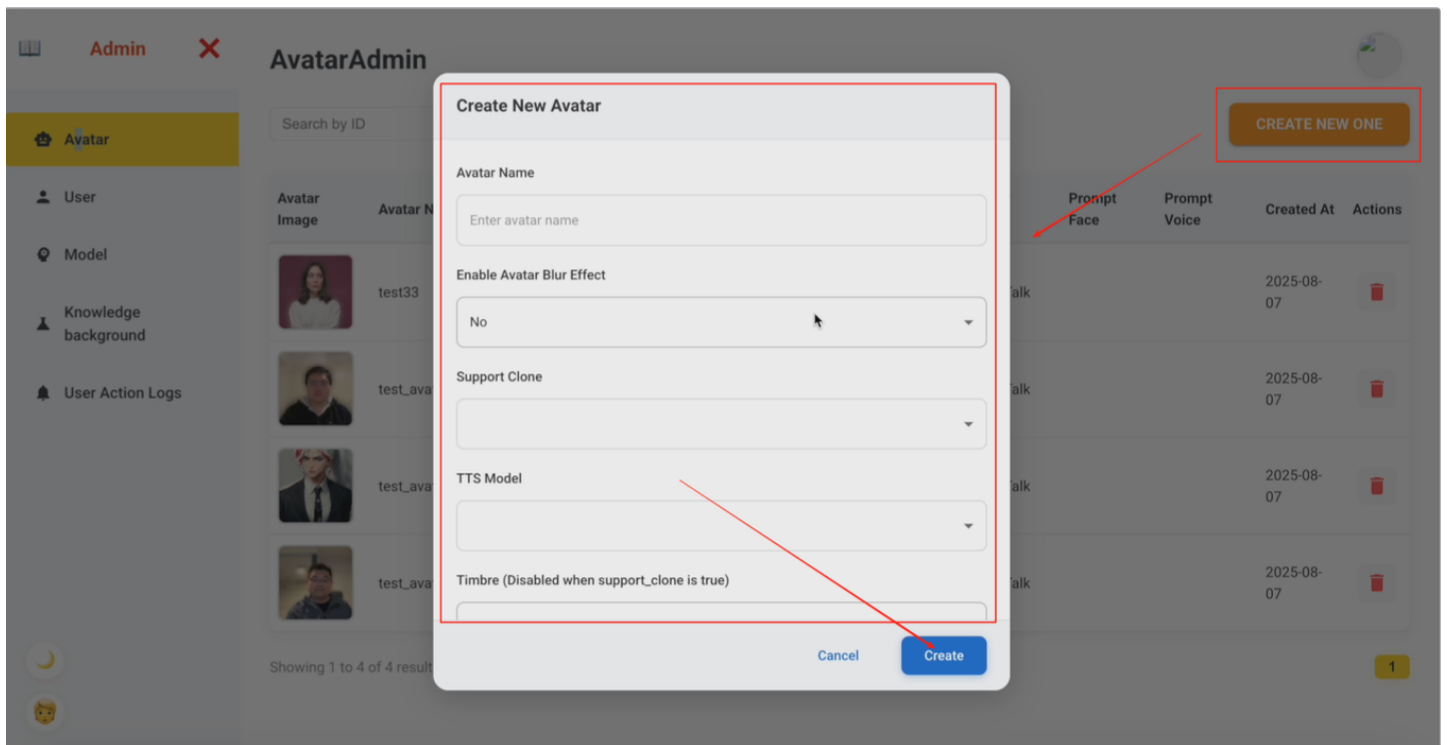 Admin
AvatarAdmin
Search by ID
CREATE NEW ONE
Avatar
User
Model
Knowledge
background
User Action Logs
Avatar
Image
Avatar N
Prompt
Face
Prompt
Voice
Created At
Actions
test33
alk
2025-08-
07
test_ava
alk
2025-08-
07
test_ava
alk
2025-08-
07
test_ava
alk
2025-08-
07
Showing 1 to 4 of 4 result
1
Create New Avatar
Avatar Name
Enter avatar name
Enable Avatar Blur Effect
No
Support Clone
TTS Model
Timbre (Disabled when support_clone is true)
Cancel
Create